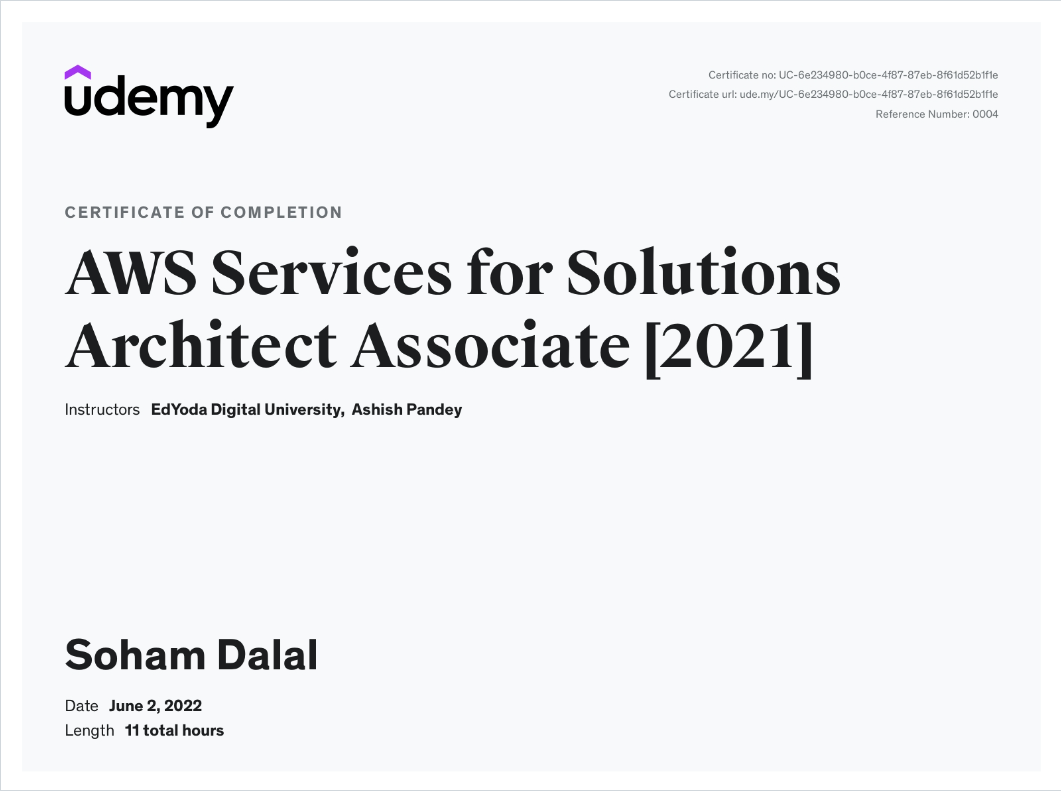 udemy
Certificate no: UC-6e234980-b0ce-4f87-87eb-8f61d52b1f1e
Certificate url: ude.my/UC-6e234980-b0ce-4f87-87eb-8f61d52b1f1e
Reference Number: 0004
CERTIFICATE OF COMPLETION
AWS Services for Solutions
Architect Associate [2021]
Instructors EdYoda Digital University, Ashish Pandey
Soham Dalal
Date June 2, 2022
Length 11 total hours